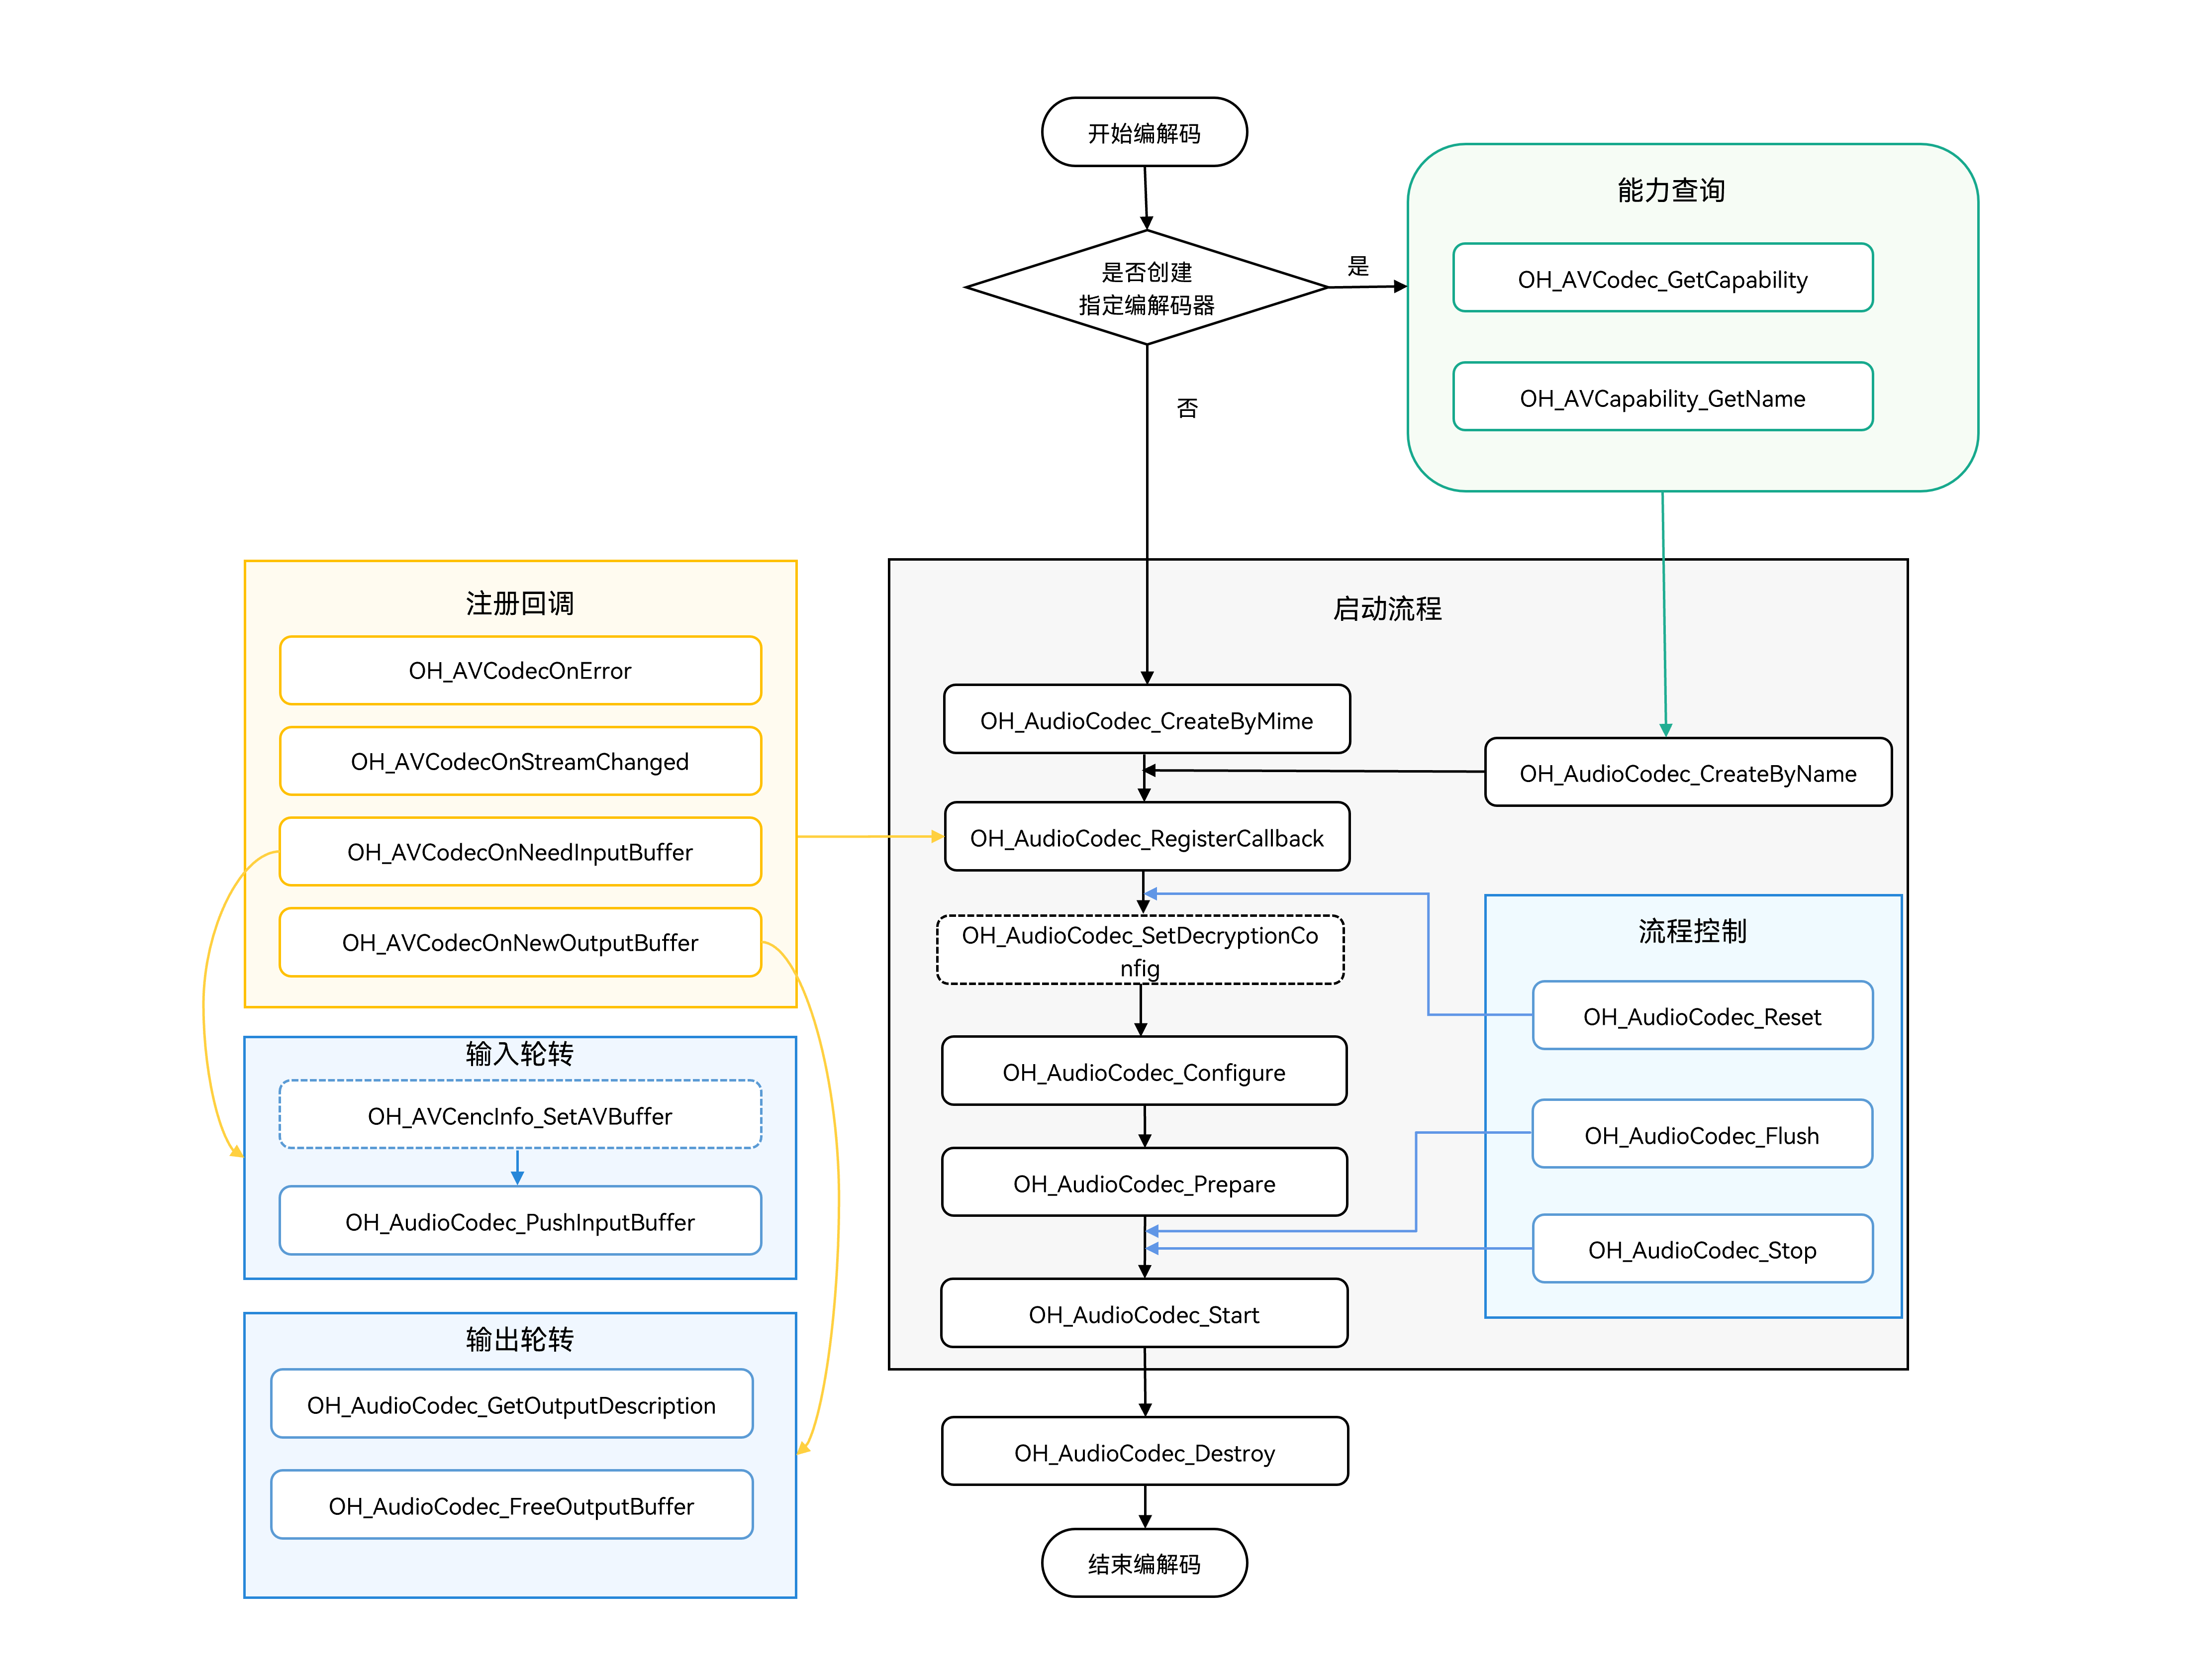 开始编解码
是否创建
指定编解码器
是
否
能力查询
OH_AVCodec_GetCapability
OH_AVCapability_GetName
注册回调
OH_AVCodecOnError
OH_AVCodecOnStreamChanged
OH_AVCodecOnNeedInputBuffer
OH_AVCodecOnNewOutputBuffer
输入轮转
OH_AVCencInfo_SetAVBuffer
OH_AudioCodec_PushInputBuffer
输出轮转
OH_AudioCodec_GetOutputDescription
OH_AudioCodec_FreeOutputBuffer
启动流程
OH_AudioCodec_CreateByMime
OH_AudioCodec_CreateByName
OH_AudioCodec_RegisterCallback
OH_AudioCodec_SetDecryptionCo
nfig
OH_AudioCodec_Configure
OH_AudioCodec_Prepare
OH_AudioCodec_Start
流程控制
OH_AudioCodec_Reset
OH_AudioCodec_Flush
OH_AudioCodec_Stop
OH_AudioCodec_Destroy
结束编解码